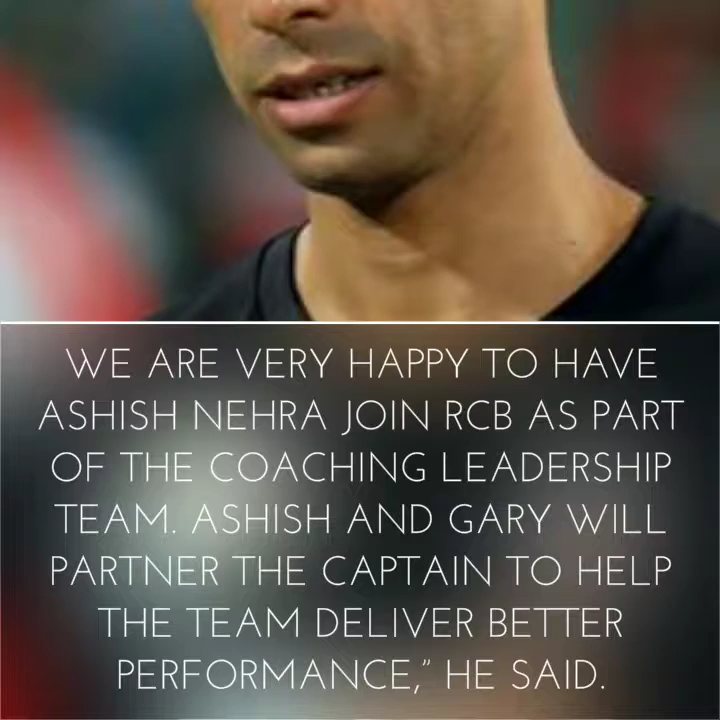 WE ARE VERY HAPPY TO HAVE
ASHISH NEHRA JOIN RCB AS PART
OF THE COACHING LEADERSHIP
TEAM. ASHISH AND GARY WILL
PARTNER THE CAPTAIN TO HELP
THE TEAM DELIVER BETTER
PERFORMANCE,” HE SAID.